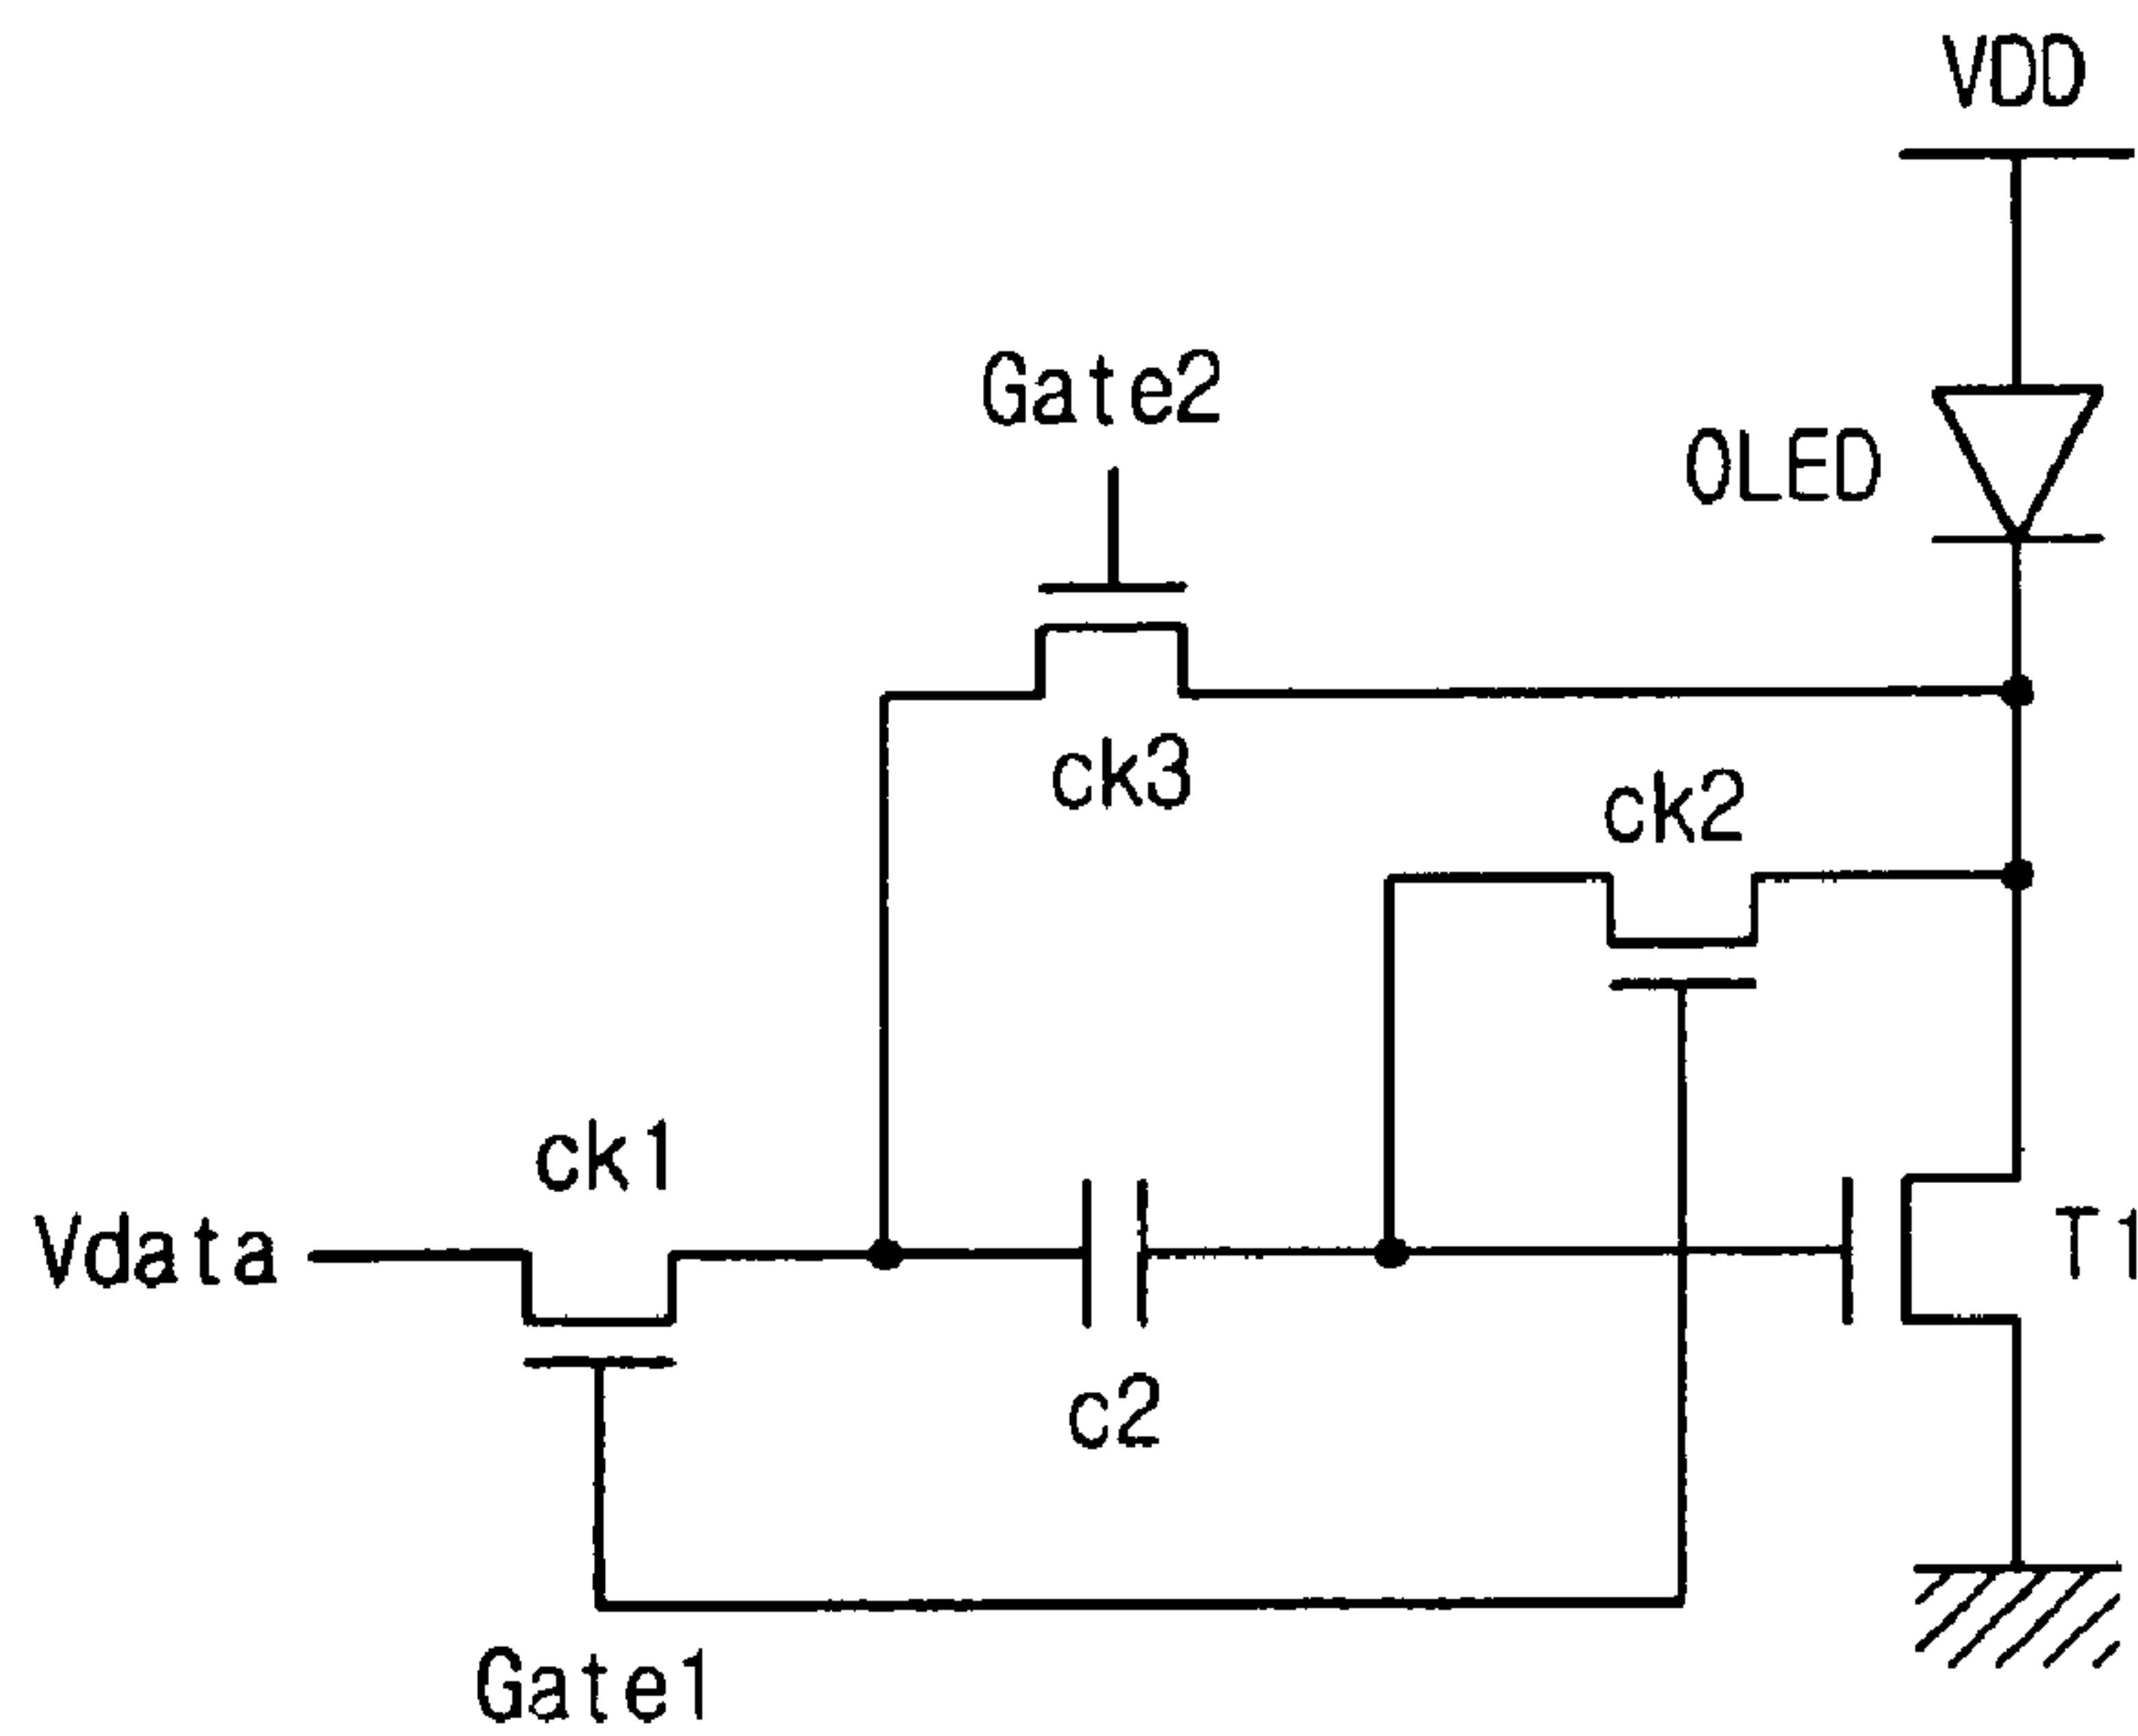 VDD
Gate2
OLED
ck3
ck2
ck1
Vdata
T1
c2
Gate1